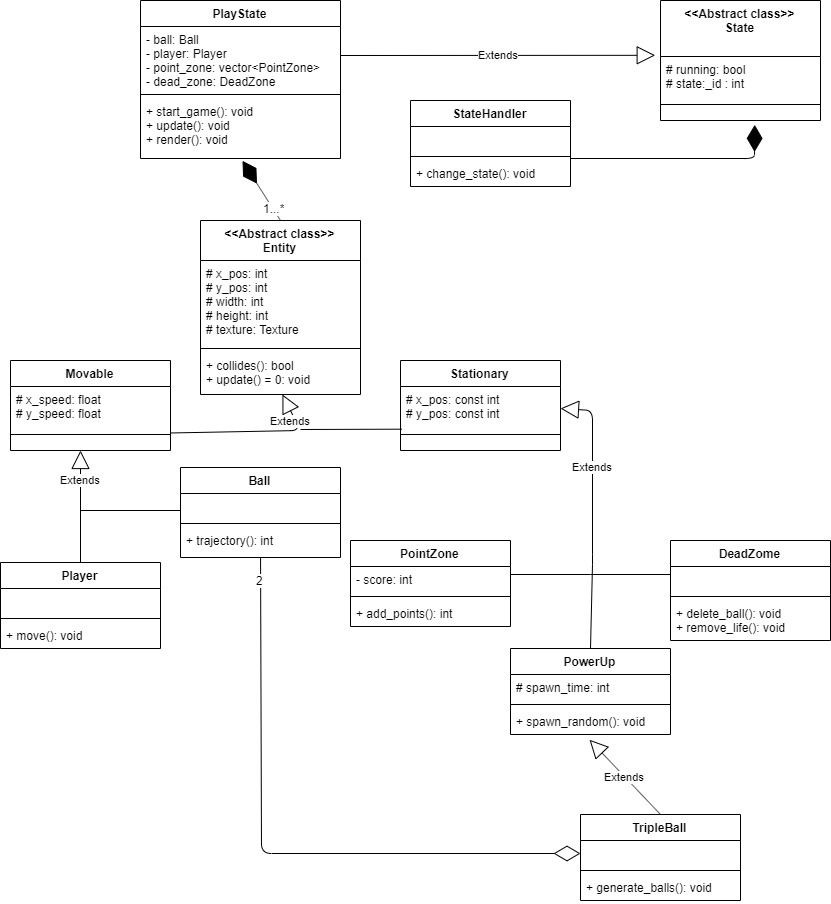 PlayState
- ball: Ball
- player: Player
- point_zone: vector<PointZone>
- dead_zone: DeadZone
+ start_game(): void
+ update(): void
+ render(): void
Extends
<<Abstract class>>
State
# running: bool
# state:_id : int
StateHandler
+ change_state(): void
1...*
<<Abstract class>>
Entity
# x_pos: int
# y_pos: int
# width: int
# height: int
# texture: Texture
+ collides(): bool
+ update() = 0: void
Movable
# x_speed: float
# y_speed: float
Extends
Stationary
# x_pos: const int
# y_pos: const int
Extends
Extends
Ball
+ trajectory(): int
2
Player
+ move(): void
PointZone
- score: int
+ add_points(): int
DeadZome
+ delete_ball(): void
+ remove_life(): void
PowerUp
# spawn_time: int
+ spawn_random(): void
Extends
TripleBall
+ generate_balls(): void